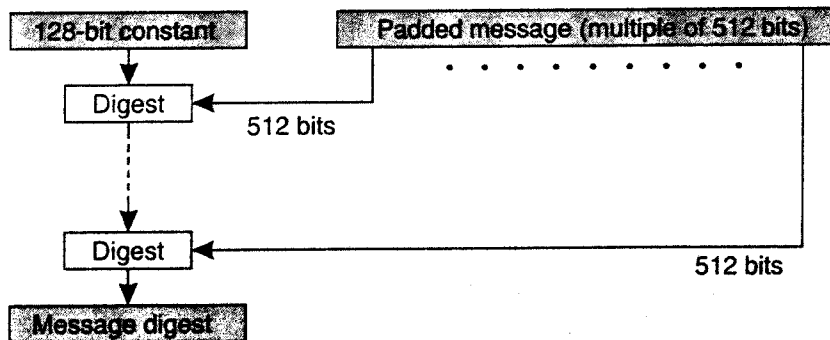 128-bit constant
Padded message (multiple of 512 bits)
Digest
512 bits
Digest
512 bits
Message digest